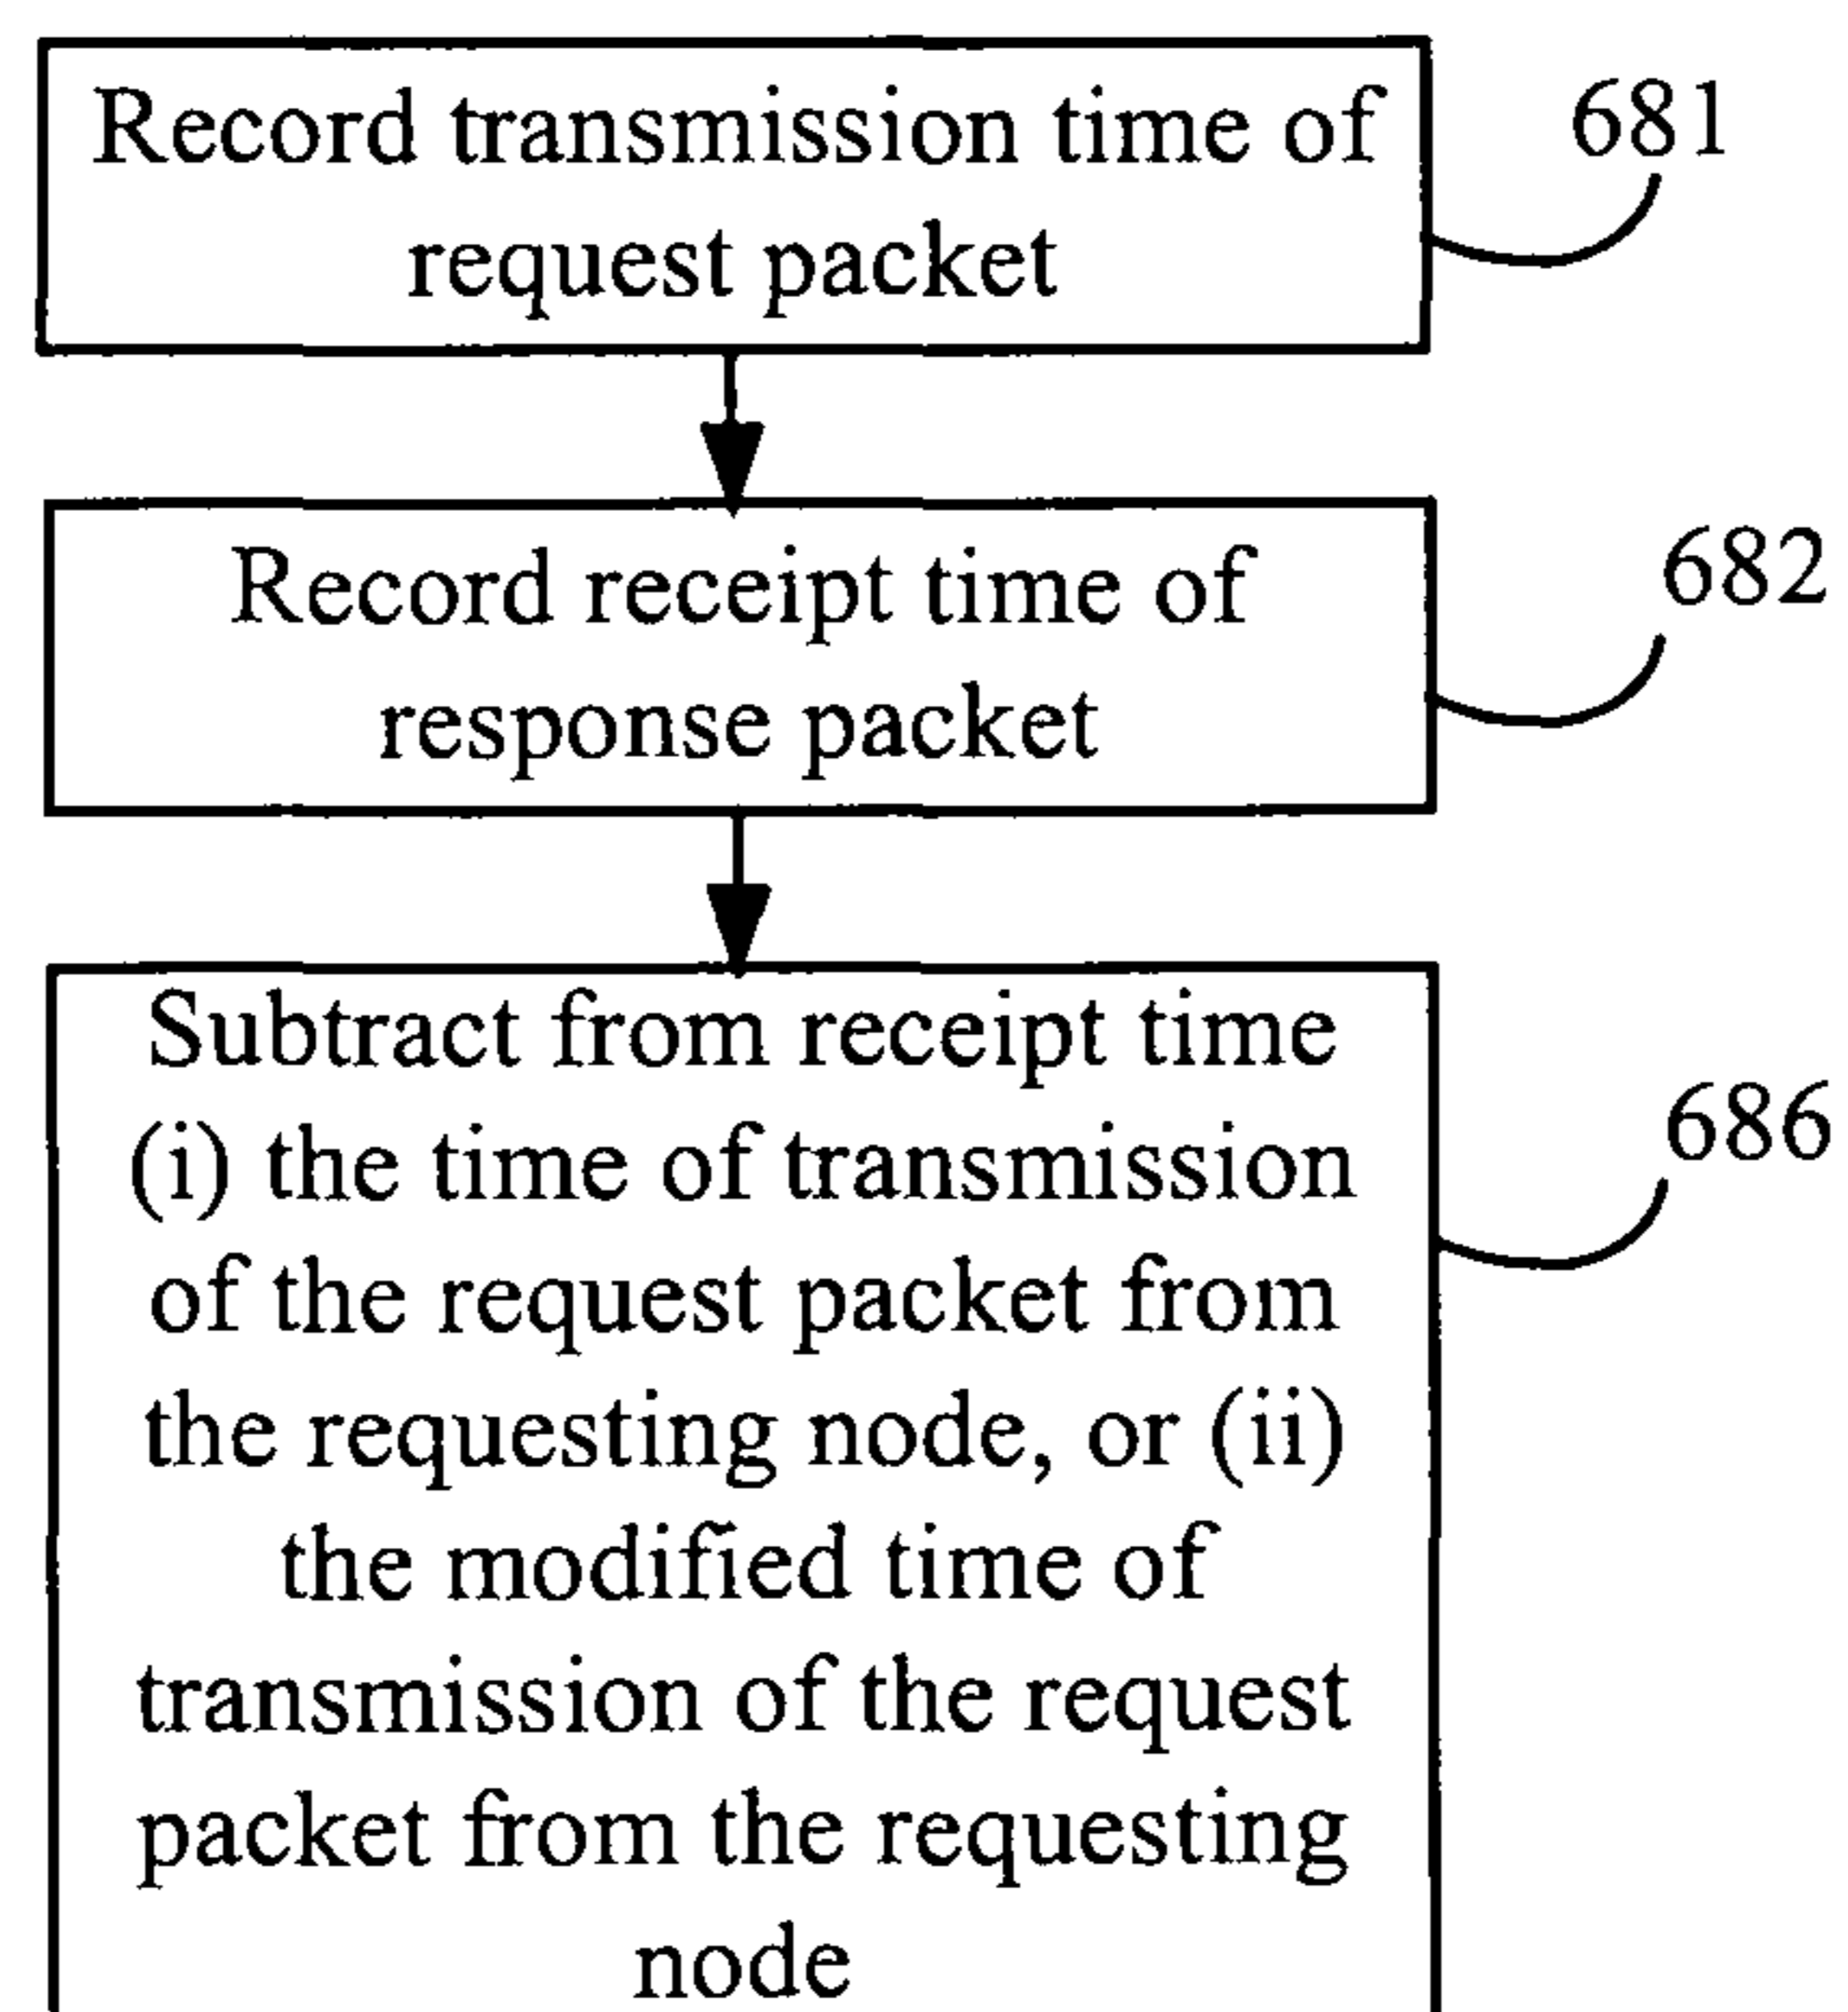 Record transmission time of
request packet
681
Record receipt time of
response packet
682
Subtract from receipt time
(i) the time of transmission
of the request packet from
the requesting node, or (ii)
the modified time of
transmission of the request
packet from the requesting
node
686